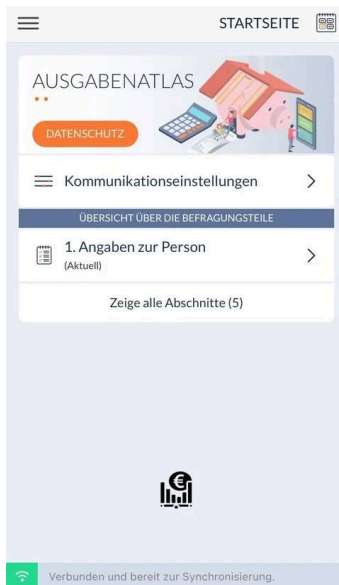 STARTSEITE
AUSGABENATLAS
DATENSCHUTZ
Kommunikationseinstellungen
ÜBERSICHT ÜBER DIE BEFRAGUNGSTEILE
1. Angaben zur Person
(Aktuell)
Zeige alle Abschnitte (5)
€
Verbunden und bereit zur Synchronisierung.